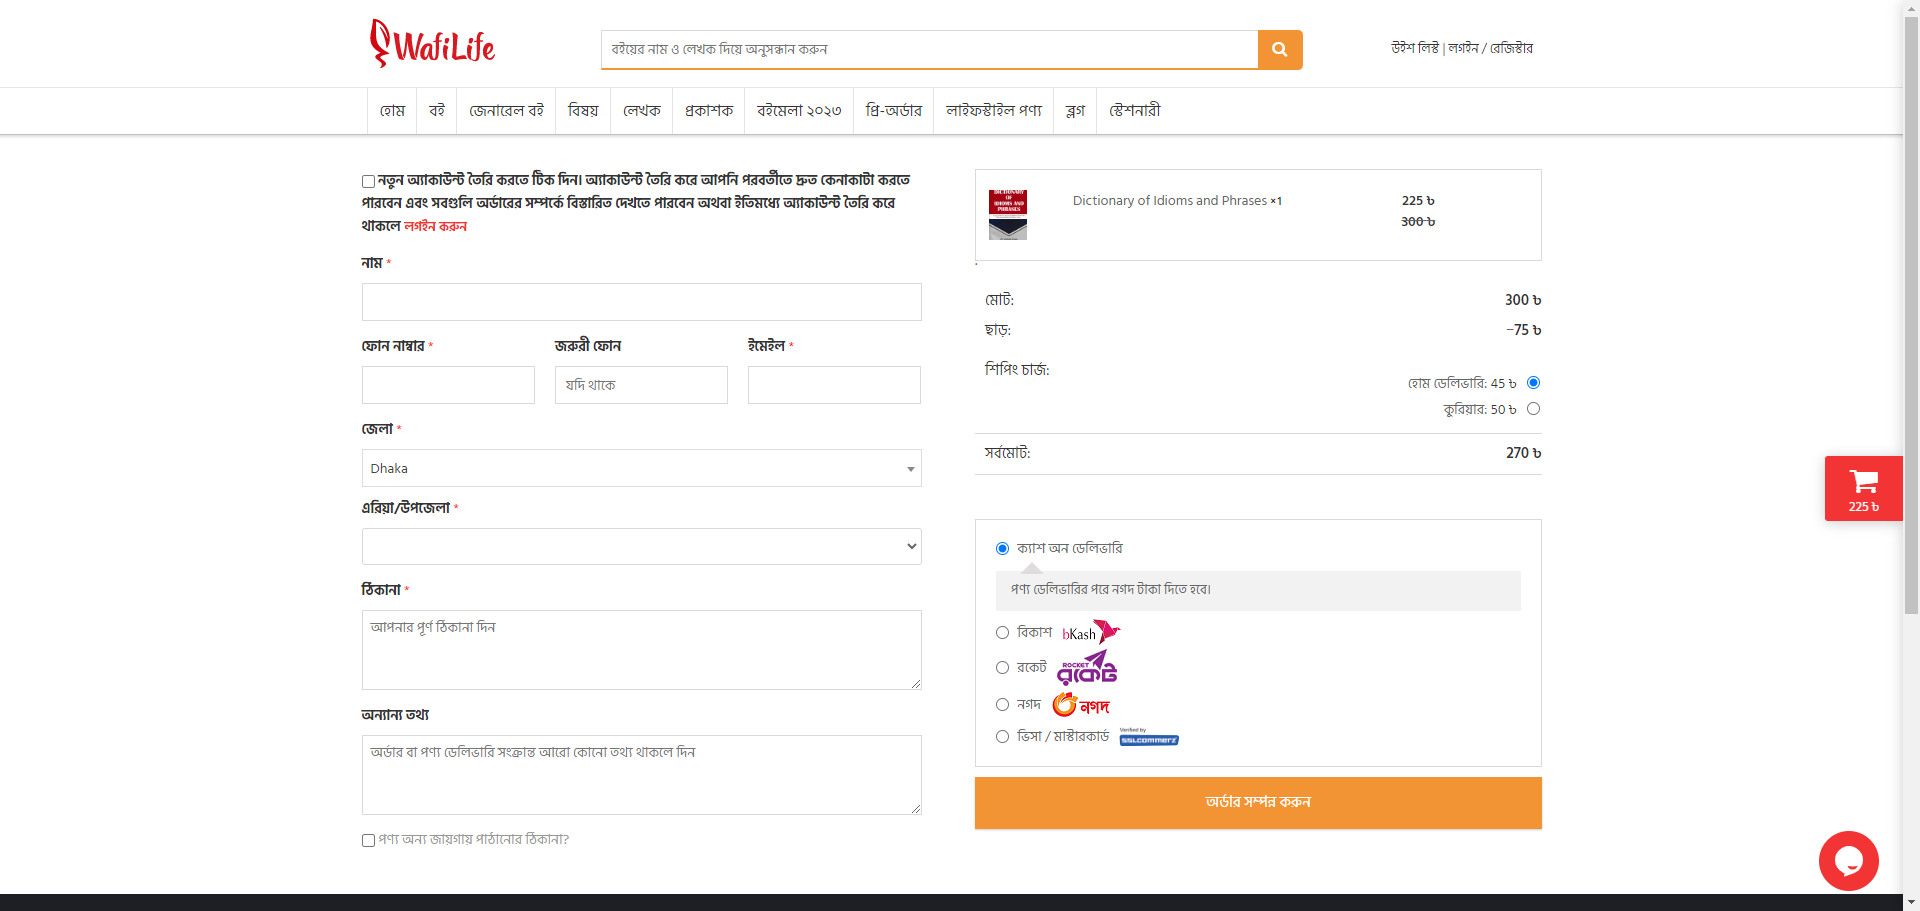 WafiLife
বইয়ের নাম ও লেখক দিয়ে অনুসন্ধান করুন
উইশ লিস্ট | লগইন / রেজিস্টার
হোম
বই
জেনারেল বই
বিষয়
লেখক
প্রকাশক
বইমেলা ২০২৩
প্রি-অর্ডার
লাইফস্টাইল পণ্য
ব্লগ
স্টেশনারী
নতুন অ্যাকাউন্ট তৈরি করতে টিক দিন। অ্যাকাউন্ট তৈরি করে আপনি পরবর্তীতে দ্রুত কেনাকাটা করতে
পারবেন এবং সবগুলি অর্ডারের সম্পর্কে বিস্তারিত দেখতে পারবেন অথবা ইতিমধ্যে অ্যাকাউন্ট তৈরি করে
থাকলে লগইন করুন
নাম *
ফোন নাম্বার *
জরুরী ফোন
ইমেইল *
যদি থাকে
জেলা *
Dhaka
এরিয়া/উপজেলা *
ঠিকানা *
আপনার পূর্ণ ঠিকানা দিন
অন্যান্য তথ্য
অর্ডার বা পণ্য ডেলিভারি সংক্রান্ত আরো কোনো তথ্য থাকলে দিন
পণ্য অন্য জায়গায় পাঠানোর ঠিকানা?
DICTIONARY
OF
IDIOMS AND
PHRASES
Dictionary of Idioms and Phrases ×1
225 ৳
300 ৳
মোট: 300 ৳
ছাড়: -75 ৳
শিপিং চার্জ:
হোম ডেলিভারি: 45 ৳
কুরিয়ার: 50 ৳
সর্বমোট: 270 ৳
ক্যাশ অন ডেলিভারি
পণ্য ডেলিভারির পরে নগদ টাকা দিতে হবে।
বিকাশ bKash
রকেট ROCKET রকেট
নগদ নগদ
ভিসা / মাস্টারকার্ড Verified by SSLCOMMERZ
অর্ডার সম্পন্ন করুন
225 ৳